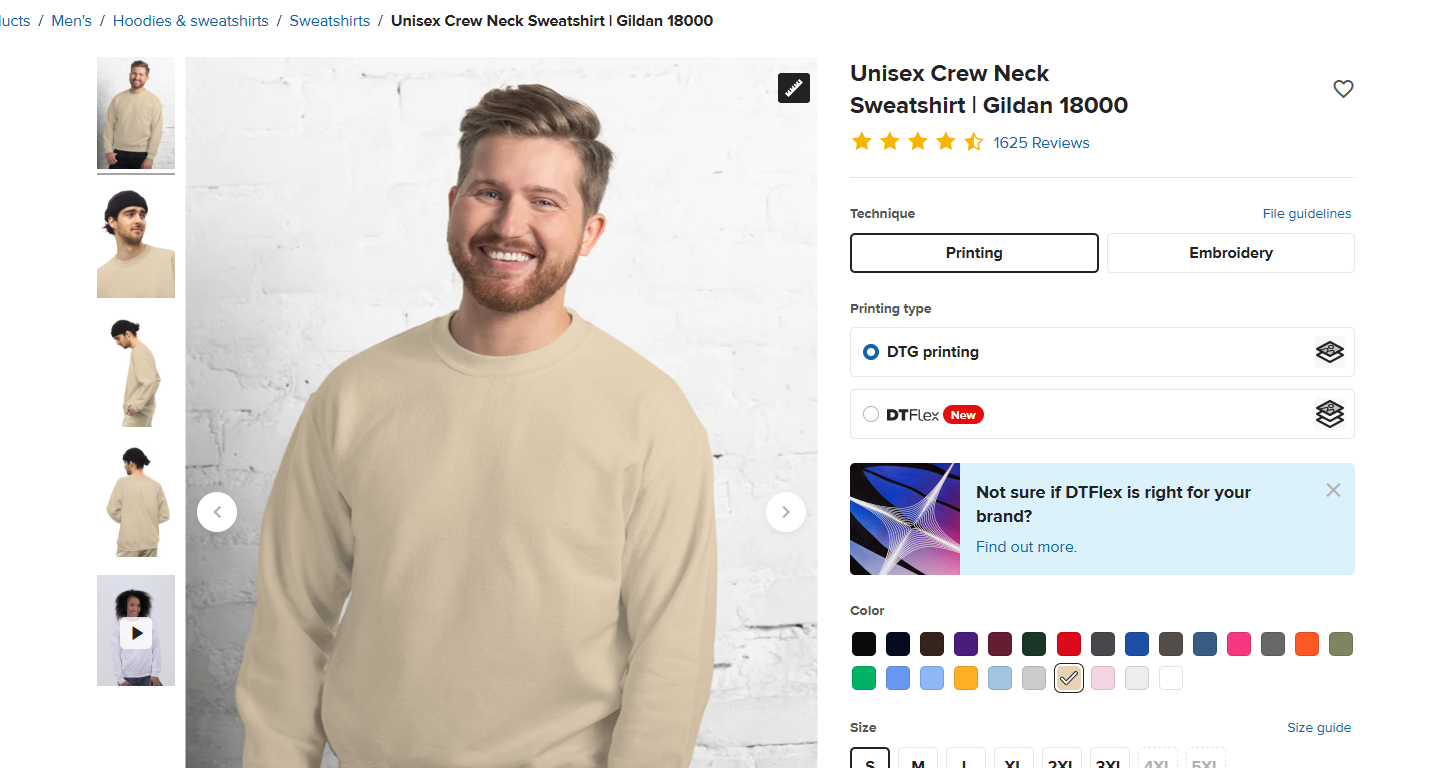 ucts / Men's / Hoodies & sweatshirts / Sweatshirts / Unisex Crew Neck Sweatshirt | Gildan 18000
Unisex Crew Neck
Sweatshirt | Gildan 18000
1625 Reviews
Technique
File guidelines
Printing
Embroidery
Printing type
DTG printing
DTFlex New
Not sure if DTFlex is right for your
brand?
Find out more.
Color
Size
Size guide
S M L XL 2XL 3XL 4XL 5XL